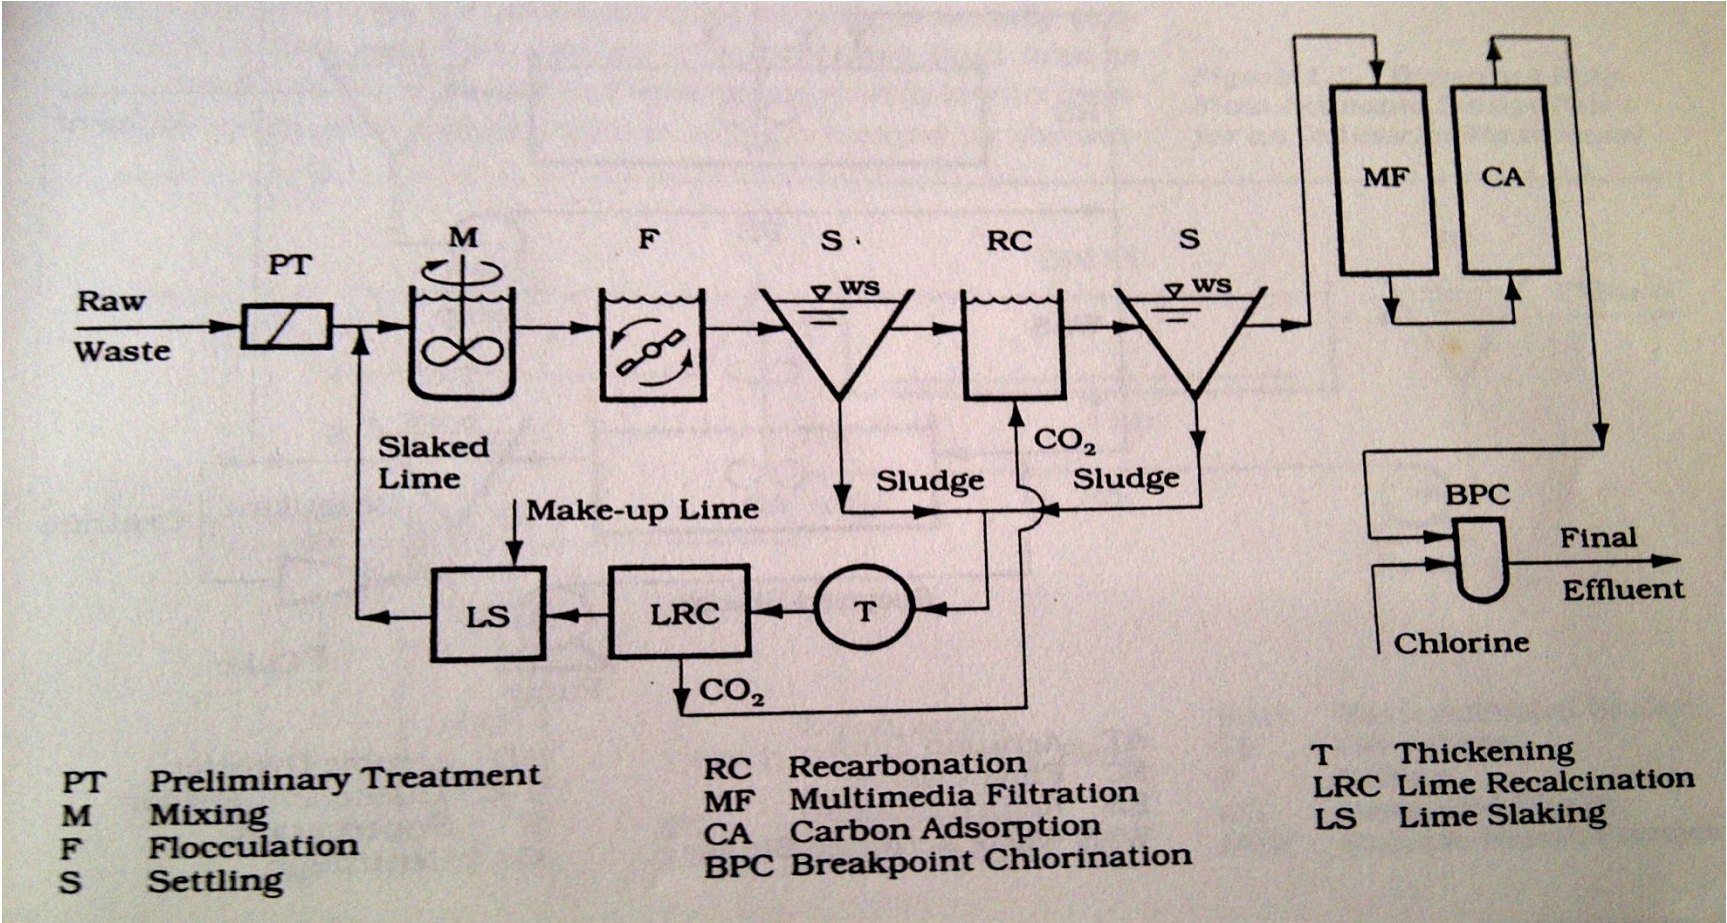 MF
CA
PT
M
F
S
RC
S
WS
WS
Raw
Waste
Slaked
Lime
CO₂
Sludge
Sludge
Make-up Lime
BPC
Final
Effluent
Chlorine
LS
LRC
T
CO₂
PT Preliminary Treatment
M Mixing
F Flocculation
S Settling
RC Recarbonation
MF Multimedia Filtration
CA Carbon Adsorption
BPC Breakpoint Chlorination
T Thickening
LRC Lime Recalcination
LS Lime Slaking